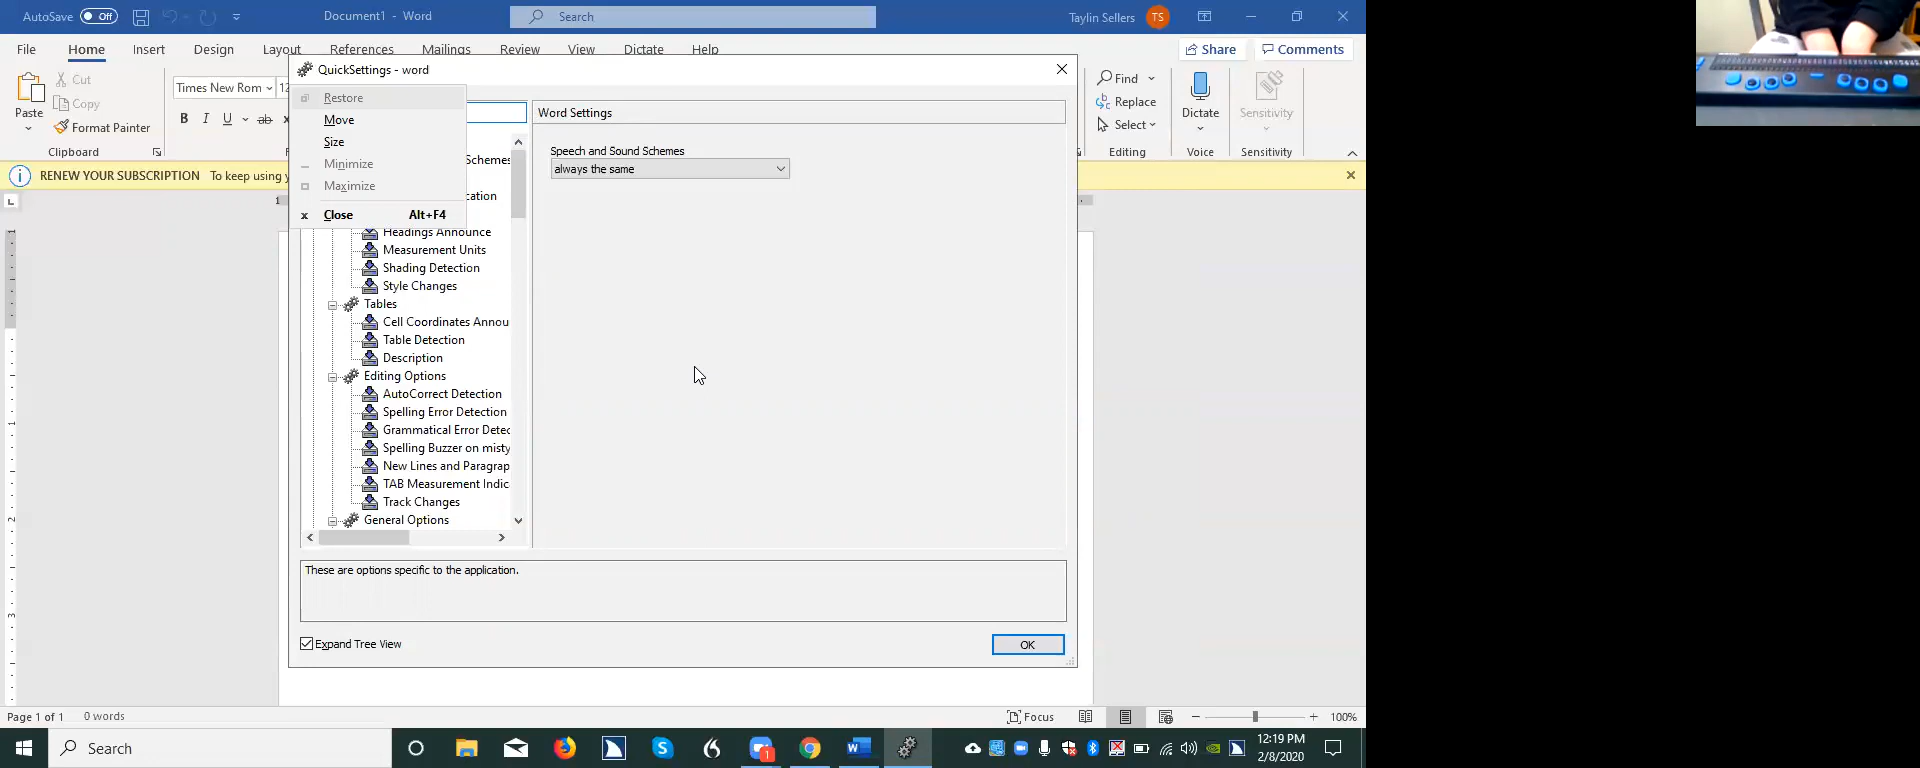 AutoSave Off Document1 - Word Search Taylin Sellers TS
File Home Insert Design Layout References Mailings Review View Dictate Help Share Comments
QuickSettings - word
Paste
Cut
Copy
Format Painter
Clipboard
Times New Rom
B I U ab
Restore
Move
Size
Minimize
Maximize
Close Alt+F4
Find
Replace
Select
Editing
Dictate
Voice
Sensitivity
Sensitivity
RENEW YOUR SUBSCRIPTION To keep using y
Word Settings
Speech and Sound Schemes
always the same
Schemes
ication
Headings Announce
Measurement Units
Shading Detection
Style Changes
Tables
Cell Coordinates Annou
Table Detection
Description
Editing Options
AutoCorrect Detection
Spelling Error Detection
Grammatical Error Detec
Spelling Buzzer on misty
New Lines and Paragrap
TAB Measurement Indic
Track Changes
General Options
These are options specific to the application.
Expand Tree View
OK
Page 1 of 1 0 words Focus 100%
Search
1
12:19 PM
2/8/2020